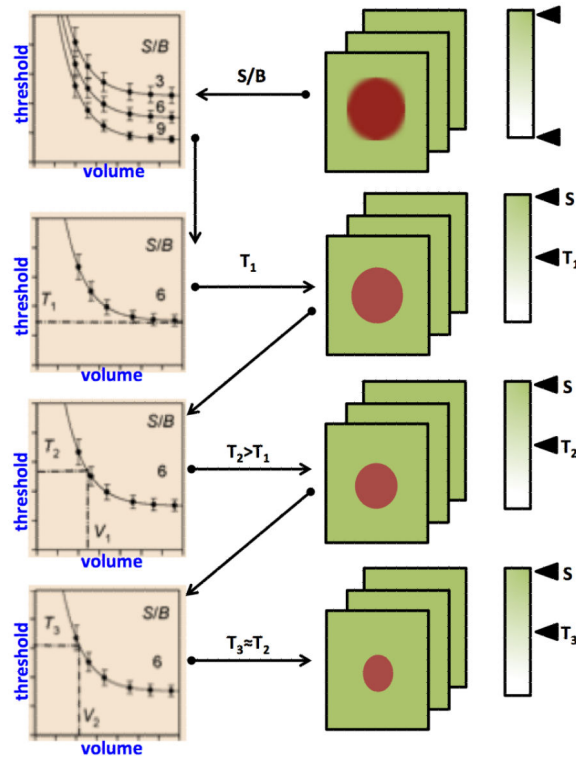 threshold
S/B
3
6
9
volume
S/B
threshold
S/B
6
T1
volume
T1
S
T1
threshold
S/B
6
T2
V1
volume
T2>T1
S
T2
threshold
S/B
6
T3
V2
volume
T3≈T2
S
T3